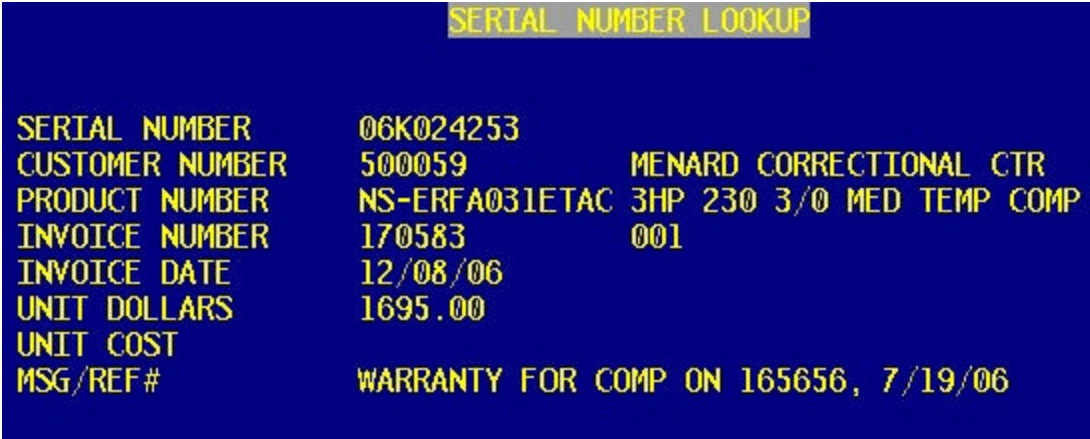 SERIAL NUMBER LOOKUP
SERIAL NUMBER 06K024253
CUSTOMER NUMBER 500059 MENARD CORRECTIONAL CTR
PRODUCT NUMBER NS-ERFA031ETAC 3HP 230 3/0 MED TEMP COMP
INVOICE NUMBER 170583 001
INVOICE DATE 12/08/06
UNIT DOLLARS 1695.00
UNIT COST
MSG/REF# WARRANTY FOR COMP ON 165656, 7/19/06